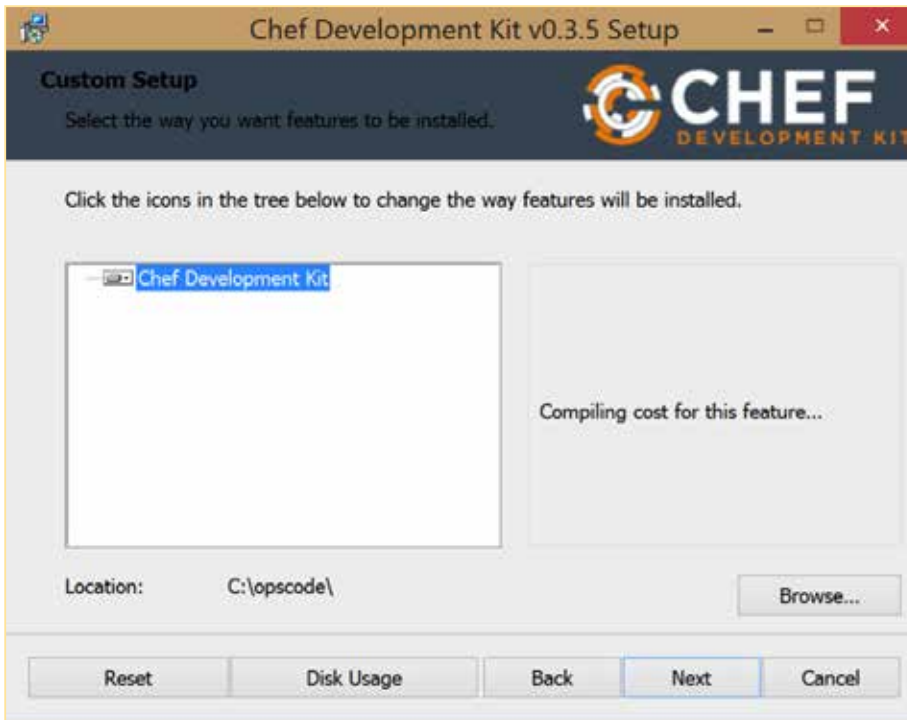 Chef Development Kit v0.3.5 Setup
Custom Setup
Select the way you want features to be installed.
CHEF
DEVELOPMENT KIT
Click the icons in the tree below to change the way features will be installed.
Chef Development Kit
Compiling cost for this feature...
Location: C:\opscode\
Browse...
Reset Disk Usage Back Next Cancel